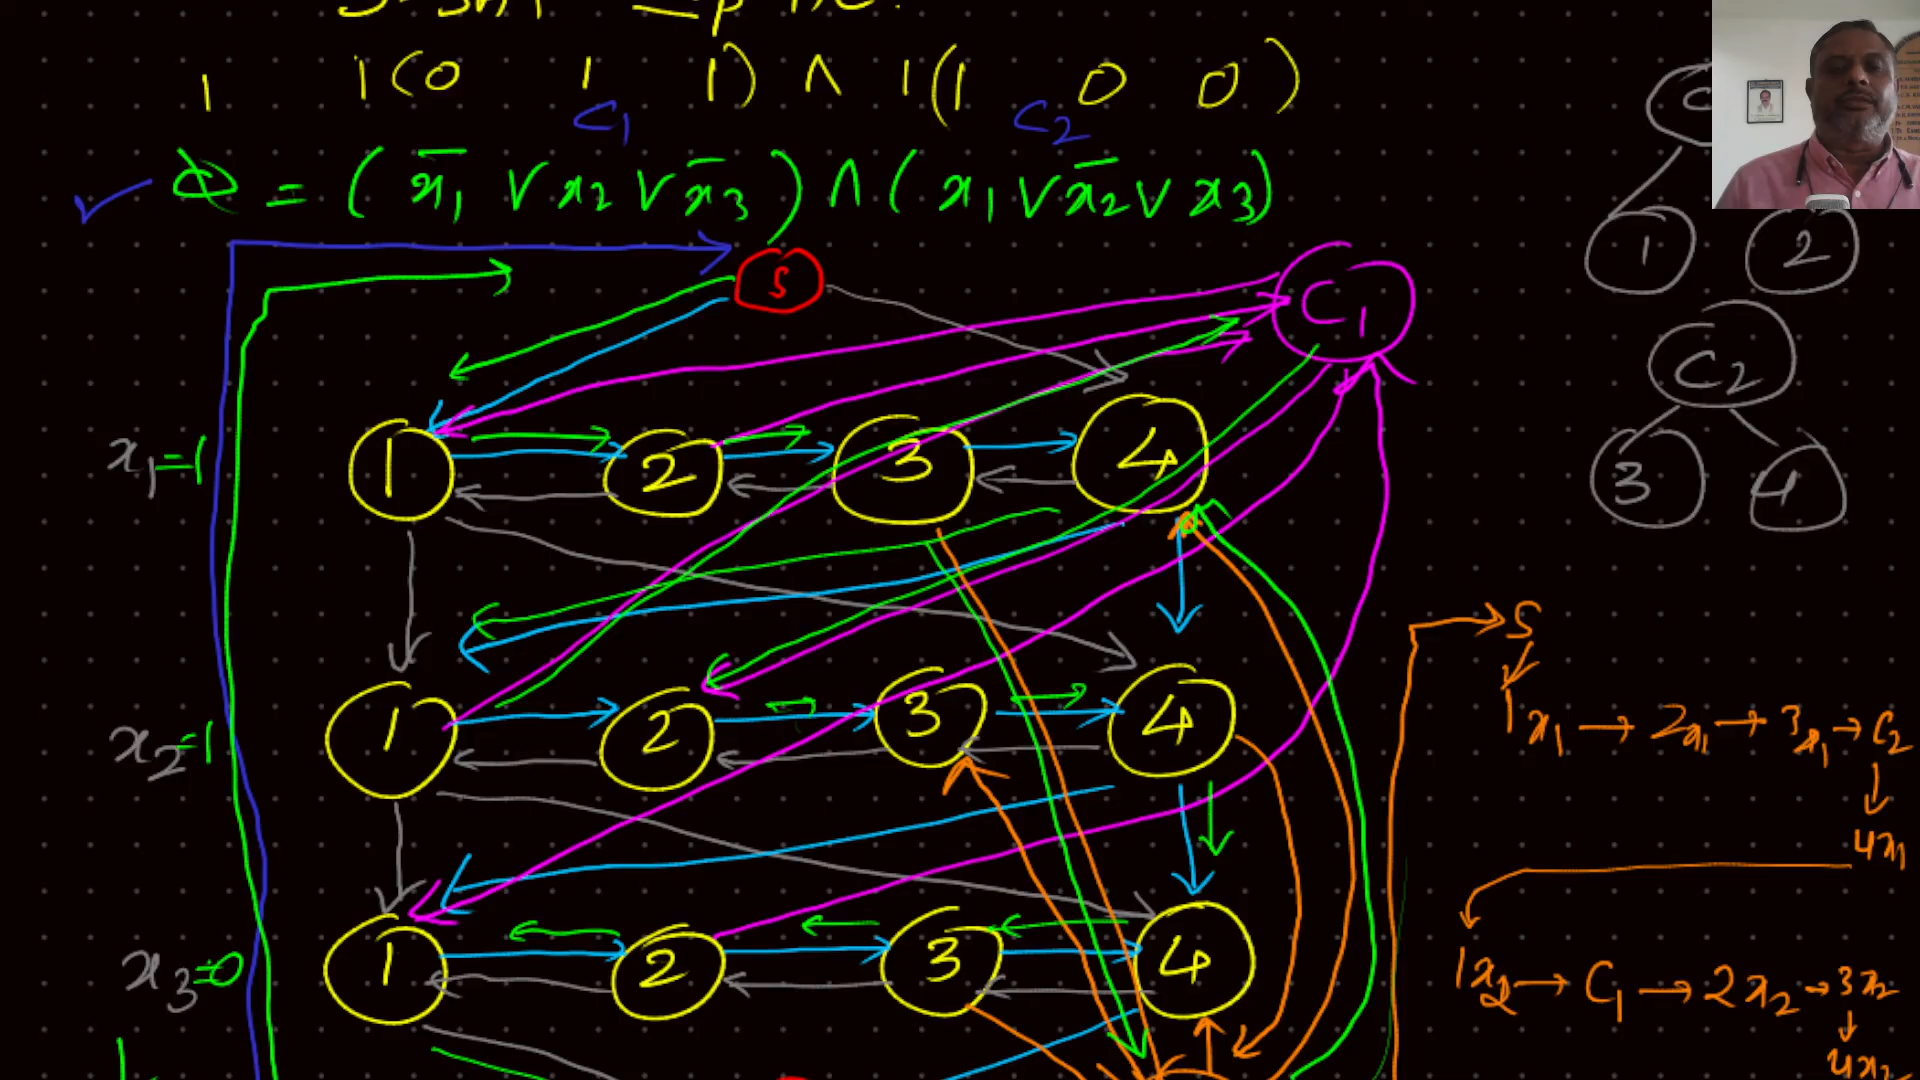 1 1(0 1 1) ∧ 1(1 0 0)
C1 C2
ϕ = ( x̄1 ∨ x2 ∨ x̄3 ) ∧ ( x1 ∨ x̄2 ∨ x3 )
S
C1
1 2
C2
3 4
x1=1 1 2 3 4
x2=1 1 2 3 4
x3=0 1 2 3 4
S
1x1 → 2x1 → 3x1 → C2
4x1
1x2 → C1 → 2x2 → 3x2
4x2